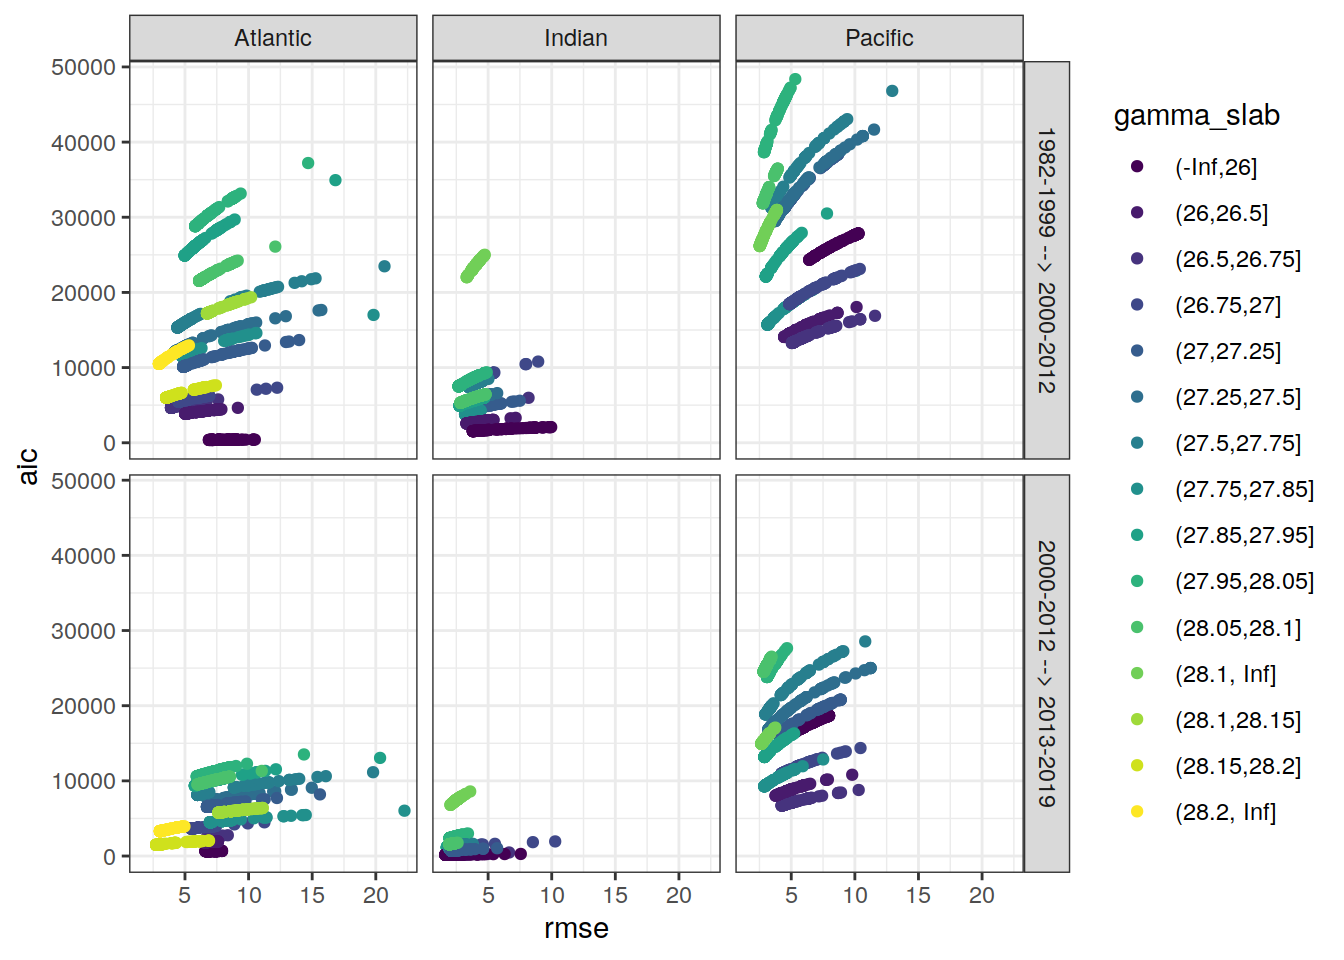 Atlantic Indian Pacific
50000
40000
30000
20000
10000
0
1982-1999 --> 2000-2012
50000
40000
30000
20000
10000
0
2000-2012 --> 2013-2019
aic
5 10 15 20 5 10 15 20 5 10 15 20
rmse
gamma_slab
(-Inf,26]
(26,26.5]
(26.5,26.75]
(26.75,27]
(27,27.25]
(27.25,27.5]
(27.5,27.75]
(27.75,27.85]
(27.85,27.95]
(27.95,28.05]
(28.05,28.1]
(28.1, Inf]
(28.1,28.15]
(28.15,28.2]
(28.2, Inf]